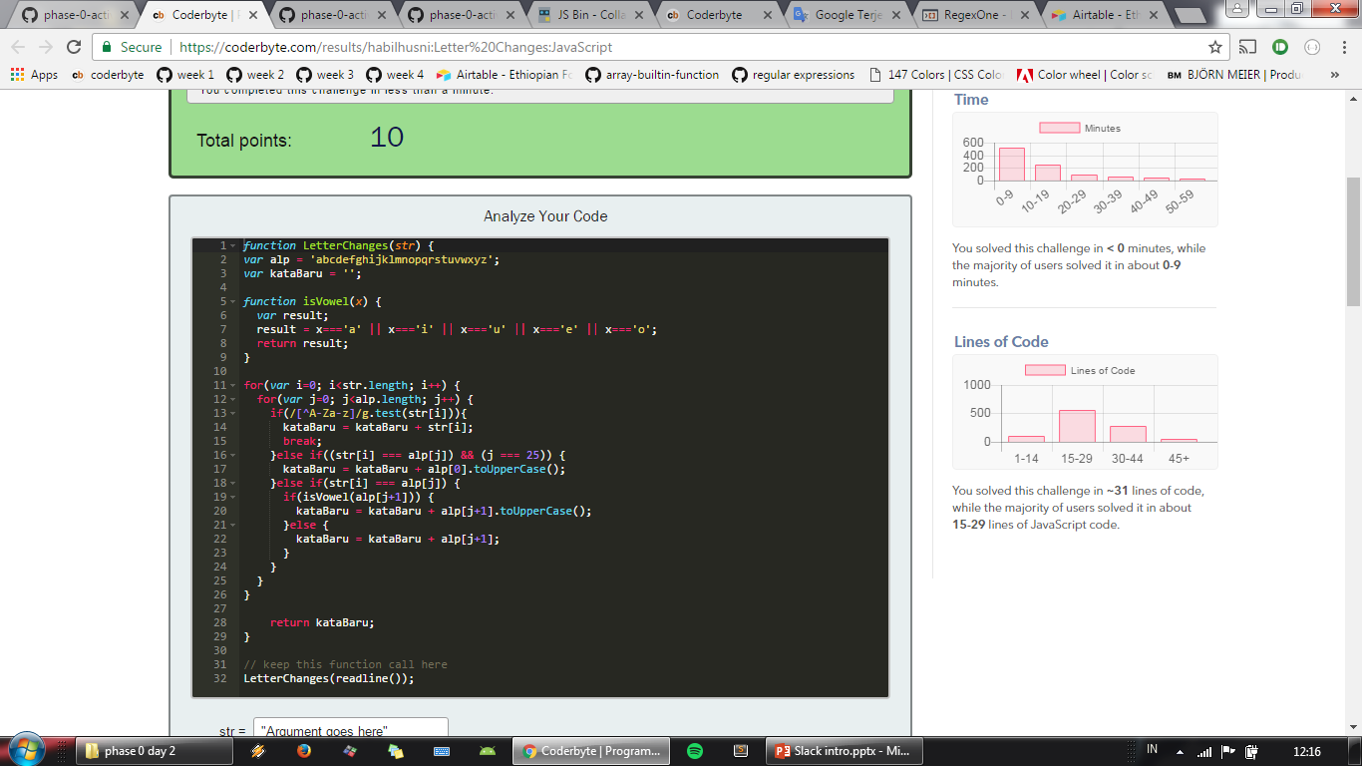 phase-0-acti
Coderbyte | P
phase-0-acti
phase-0-acti
JS Bin - Colla
Coderbyte
Google Terje
RegexOne -
Airtable - Eth
Secure | https://coderbyte.com/results/habilhusni:Letter%20Changes:JavaScript
Apps coderbyte week 1 week 2 week 3 week 4 Airtable - Ethiopian Fo array-builtin-function regular expressions 147 Colors | CSS Colo Color wheel | Color sc BM BJÖRN MEIER | Produ »
You completed this challenge in less than a minute.
Total points: 10
Analyze Your Code
1 function LetterChanges(str) {
2 var alp = 'abcdefghijklmnopqrstuvwxyz';
3 var kataBaru = '';
4
5 function isVowel(x) {
6 var result;
7 result = x==='a' || x==='i' || x==='u' || x==='e' || x==='o';
8 return result;
9 }
10
11 for(var i=0; i<str.length; i++) {
12 for(var j=0; j<alp.length; j++) {
13 if(/[^A-Za-z]/g.test(str[i])){
14 kataBaru = kataBaru + str[i];
15 break;
16 }else if((str[i] === alp[j]) && (j === 25)) {
17 kataBaru = kataBaru + alp[0].toUpperCase();
18 }else if(str[i] === alp[j]) {
19 if(isVowel(alp[j+1])) {
20 kataBaru = kataBaru + alp[j+1].toUpperCase();
21 }else {
22 kataBaru = kataBaru + alp[j+1];
23 }
24 }
25 }
26 }
27
28 return kataBaru;
29 }
30
31 // keep this function call here
32 LetterChanges(readline());
str = "Argument goes here"
Time
Minutes
600
400
200
0
0-9 10-19 20-29 30-39 40-49 50-59
You solved this challenge in < 0 minutes, while
the majority of users solved it in about 0-9
minutes.
Lines of Code
Lines of Code
1000
500
0
1-14 15-29 30-44 45+
You solved this challenge in ~31 lines of code,
while the majority of users solved it in about
15-29 lines of JavaScript code.
phase 0 day 2
Coderbyte | Program...
Slack intro.pptx - Mi...
IN
12:16